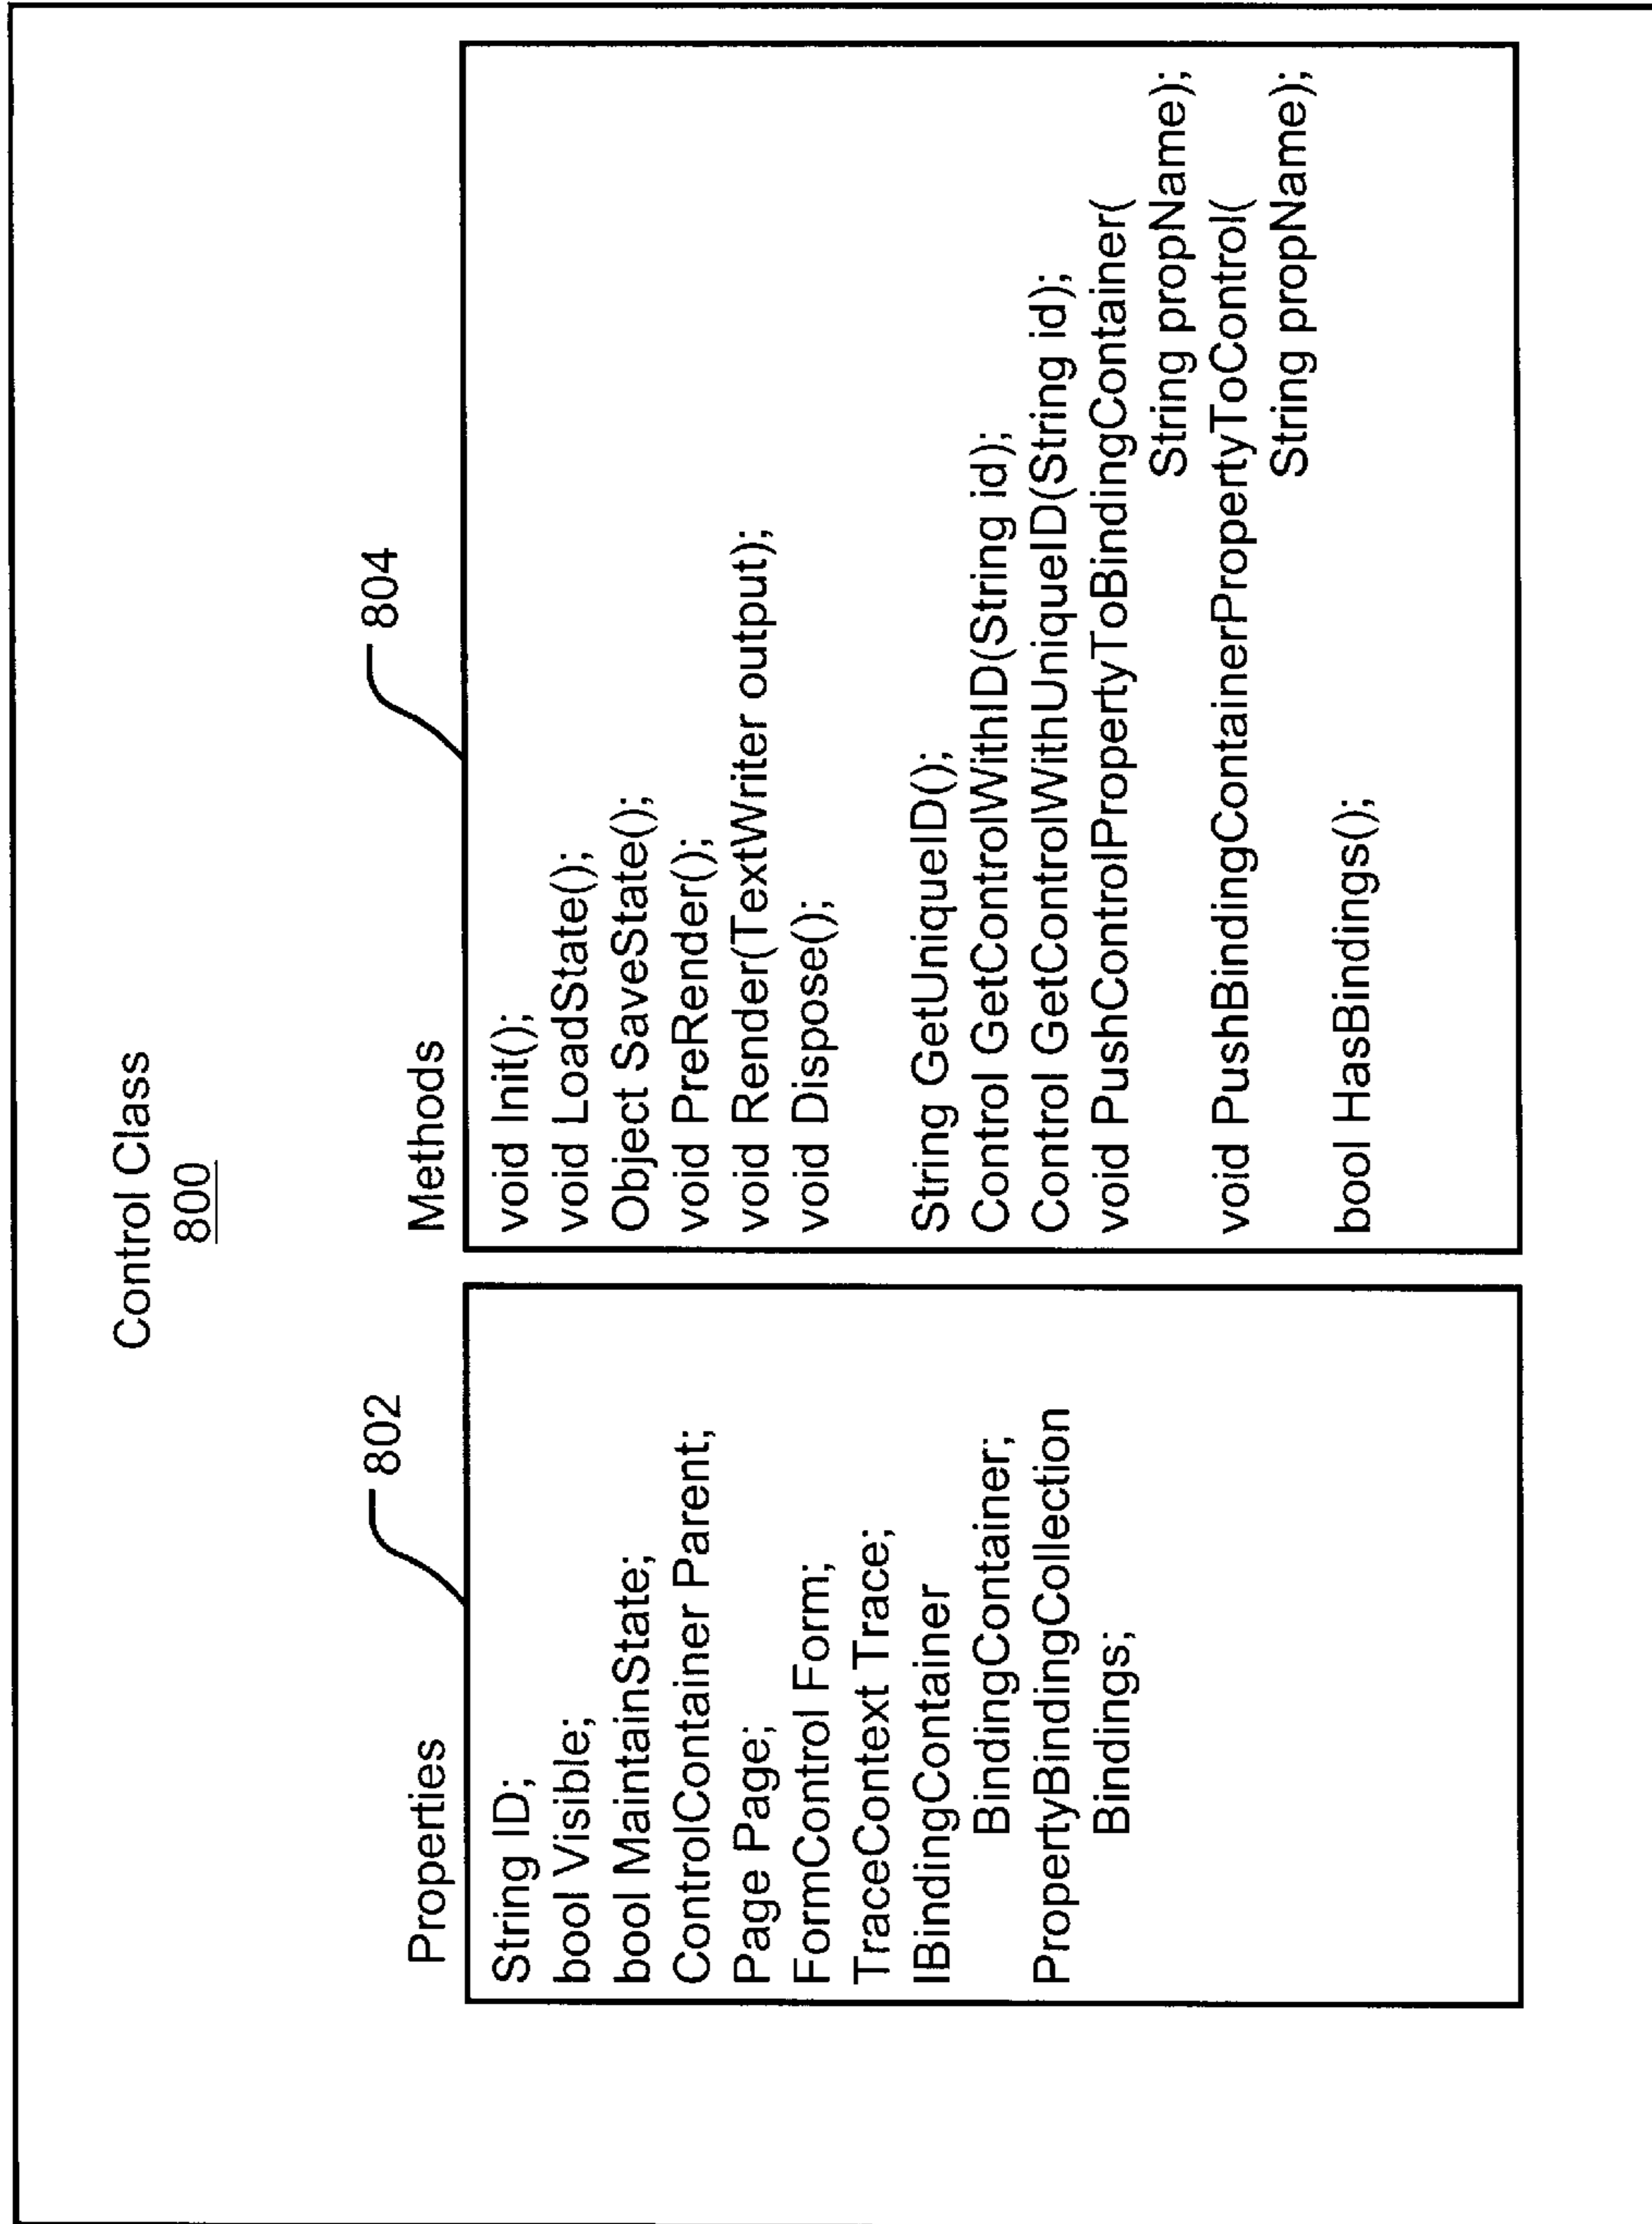 Control Class
800
802
Properties
String ID;
bool Visible;
bool MaintainState;
ControlContainer Parent;
Page Page;
FormControl Form;
TraceContext Trace;
IBindingContainer
BindingContainer;
PropertyBindingCollection
Bindings;
804
Methods
void Init();
void LoadState();
Object SaveState();
void PreRender();
void Render(TextWriter output);
void Dispose();
String GetUniqueID();
Control GetControlWithID(String id);
Control GetControlWithUniqueID(String id);
void PushControlPropertyToBindingContainer(
String propName);
void PushBindingContainerPropertyToControl(
String propName);
bool HasBindings();